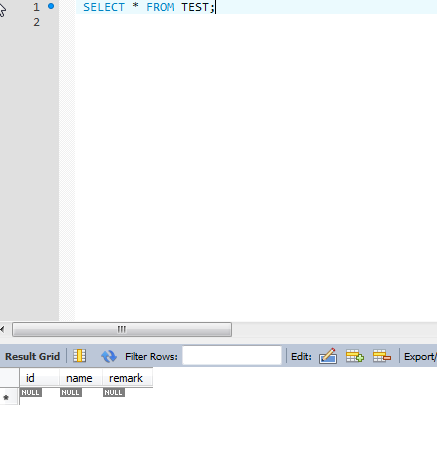 1 SELECT * FROM TEST;
2
Result Grid Filter Rows: Edit: Export/
id name remark
* NULL NULL NULL